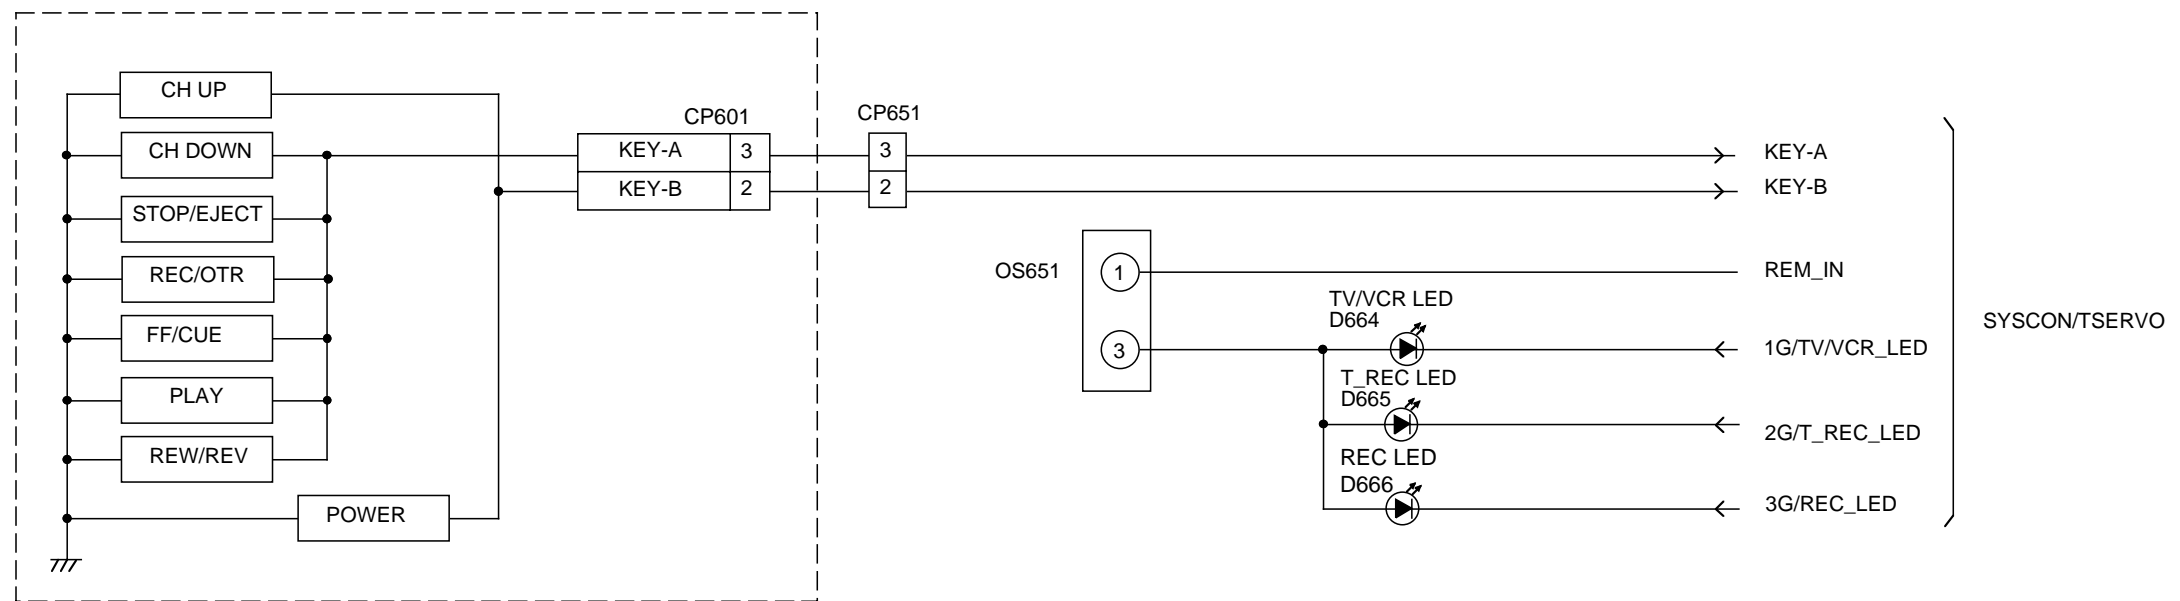 CH UP
CH DOWN
STOP/EJECT
REC/OTR
FF/CUE
PLAY
REW/REV
POWER
CP601
KEY-A 3
KEY-B 2
CP651
3
2
KEY-A
KEY-B
OS651
1
3
REM_IN
TV/VCR LED
D664
1G/TV/VCR_LED
T_REC LED
D665
2G/T_REC_LED
REC LED
D666
3G/REC_LED
SYSCON/TSERVO